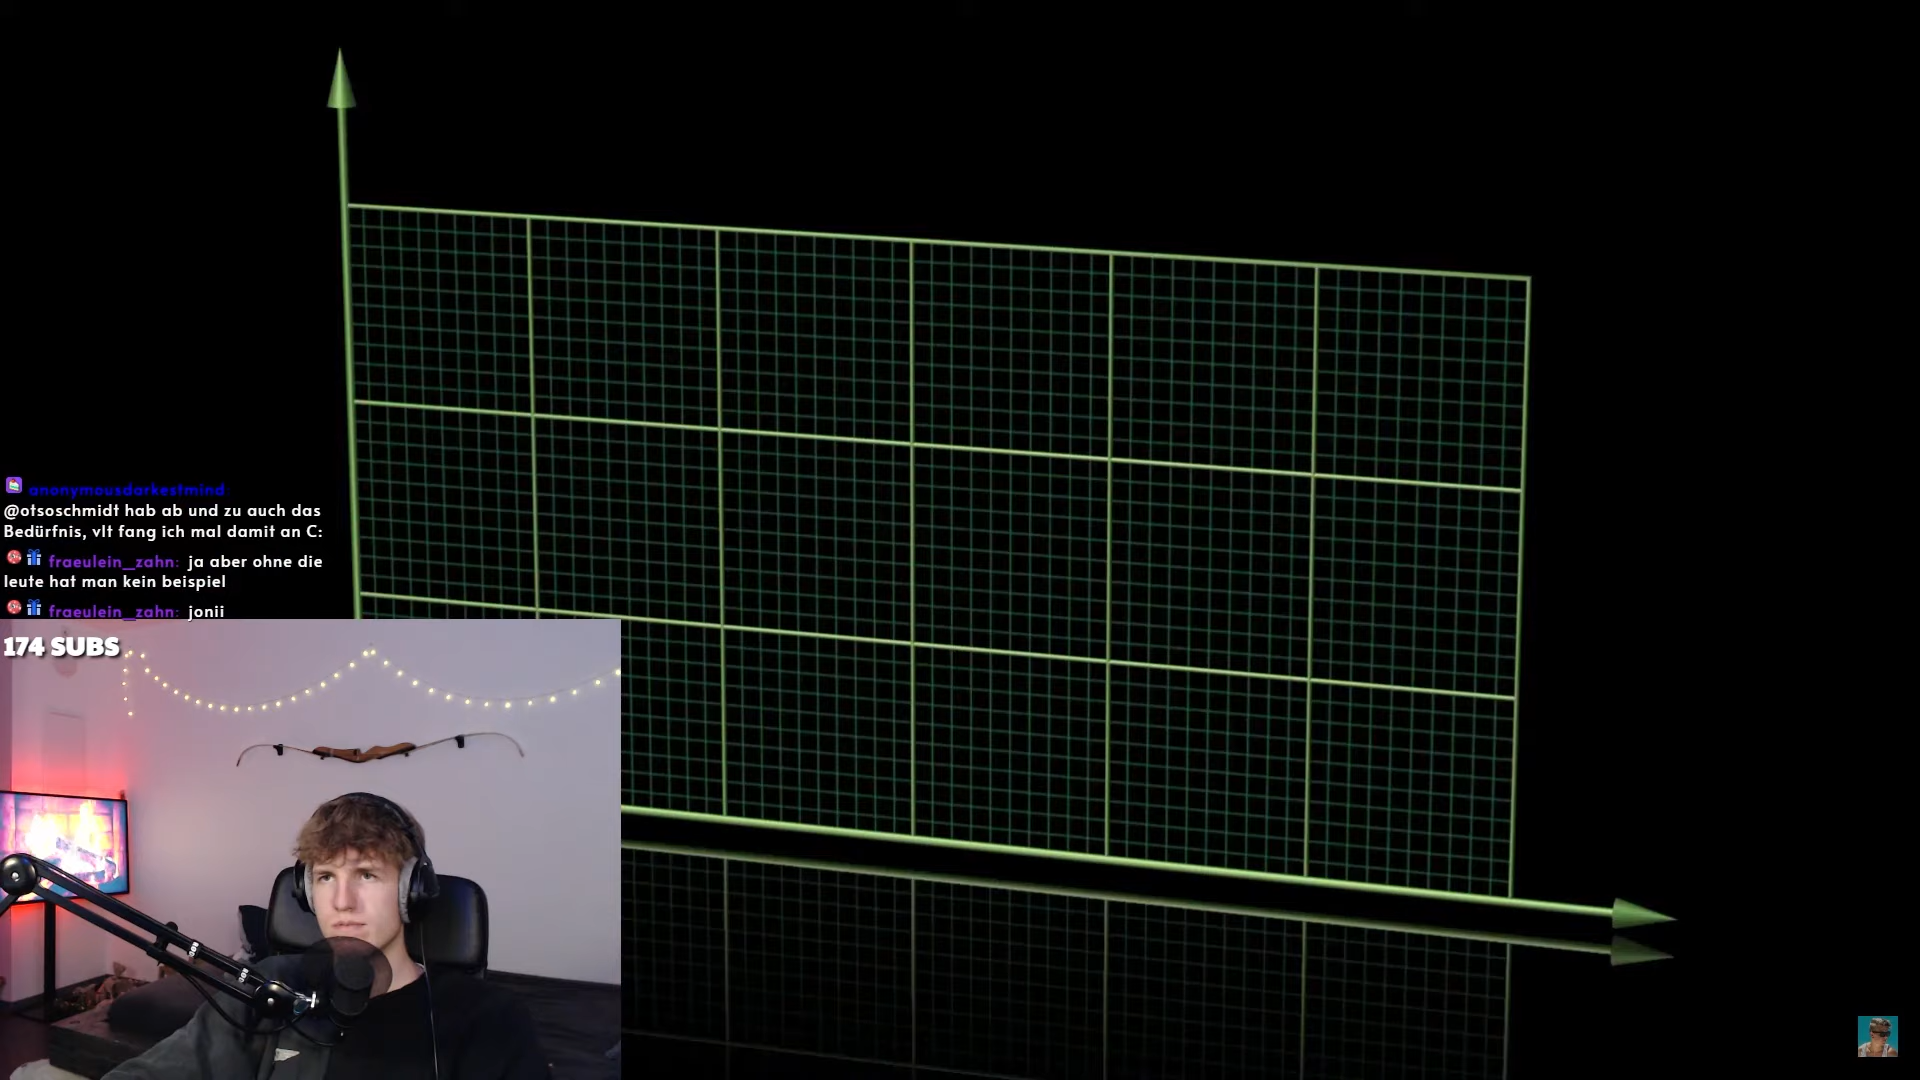 anonymousdarkestmind:
@otsoschmidt hab ab und zu auch das
Bedürfnis, vlt fang ich mal damit an C:
fraeulein_zahn: ja aber ohne die
leute hat man kein beispiel
fraeulein_zahn: jonii
174 SUBS